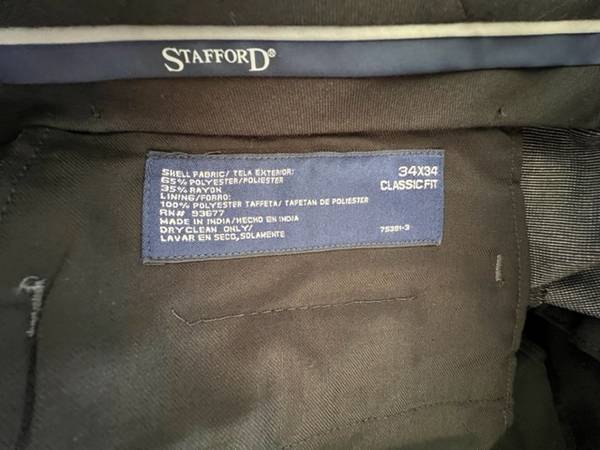 STAFFORD®
SHELL FABRIC/ TELA EXTERIOR:
65% POLYESTER/POLIESTER
35% RAYON
LINING/FORRO:
100% POLYESTER TAFFETA/ TAFETAN DE POLIESTER
RN# 93677
MADE IN INDIA/HECHO EN INDIA
DRYCLEAN ONLY/
LAVAR EN SECO, SOLAMENTE
34X34
CLASSIC FIT
75391-3